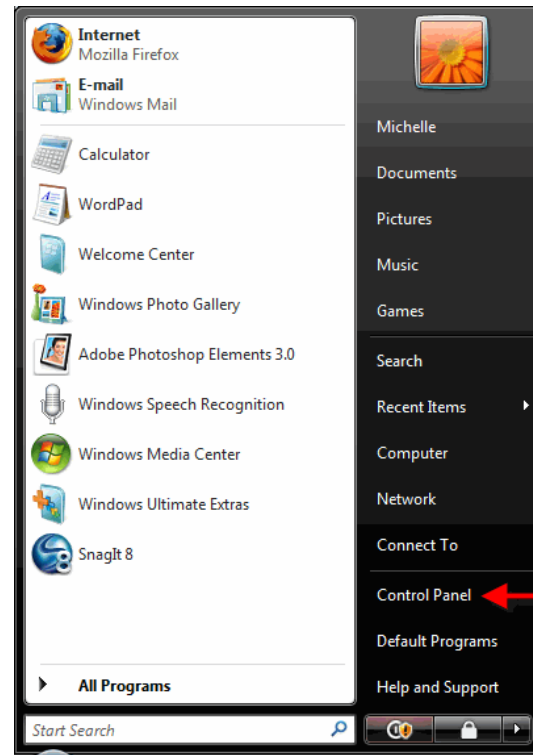 Internet
Mozilla Firefox
E-mail
Windows Mail
Calculator
WordPad
Welcome Center
Windows Photo Gallery
Adobe Photoshop Elements 3.0
Windows Speech Recognition
Windows Media Center
Windows Ultimate Extras
SnagIt 8
All Programs
Start Search
Michelle
Documents
Pictures
Music
Games
Search
Recent Items
Computer
Network
Connect To
Control Panel
Default Programs
Help and Support